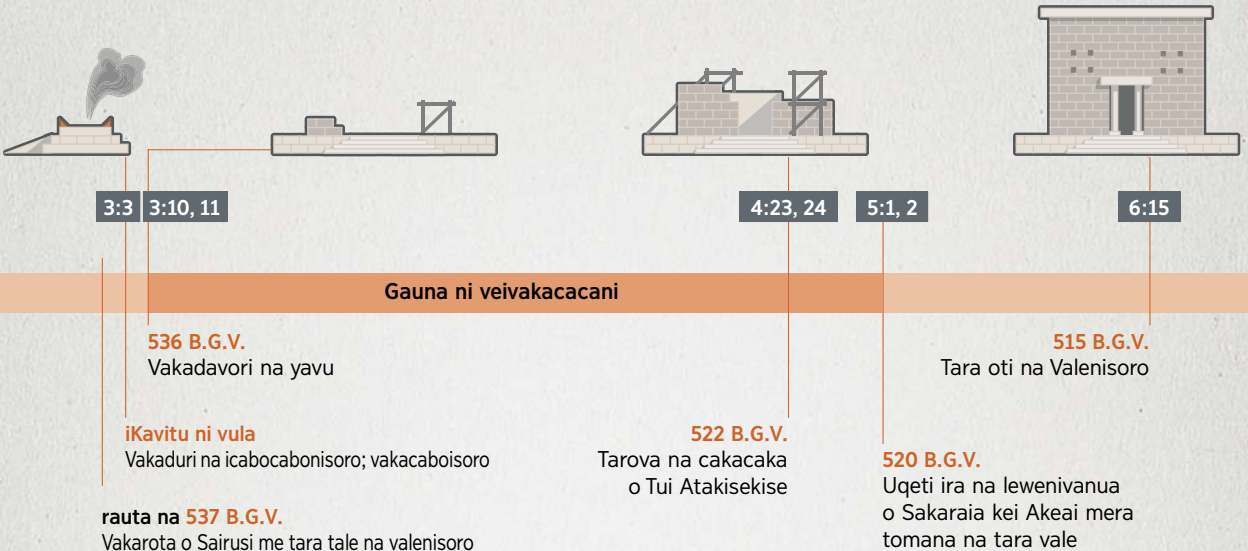 3:3
3:10, 11
4:23, 24
5:1, 2
6:15
Gauna ni veivakacacani
536 B.G.V.
Vakadavori na yavu
iKavitu ni vula
Vakaduri na icabocabonisoro; vakacaboisoro
rauta na 537 B.G.V.
Vakarota o Sairusi me tara tale na valenisoro
522 B.G.V.
Tarova na cakacaka
o Tui Atakisekise
520 B.G.V.
Uqeti ira na lewenivanua
o Sakaraia kei Akeai mera
tomana na tara vale
515 B.G.V.
Tara oti na Valenisoro